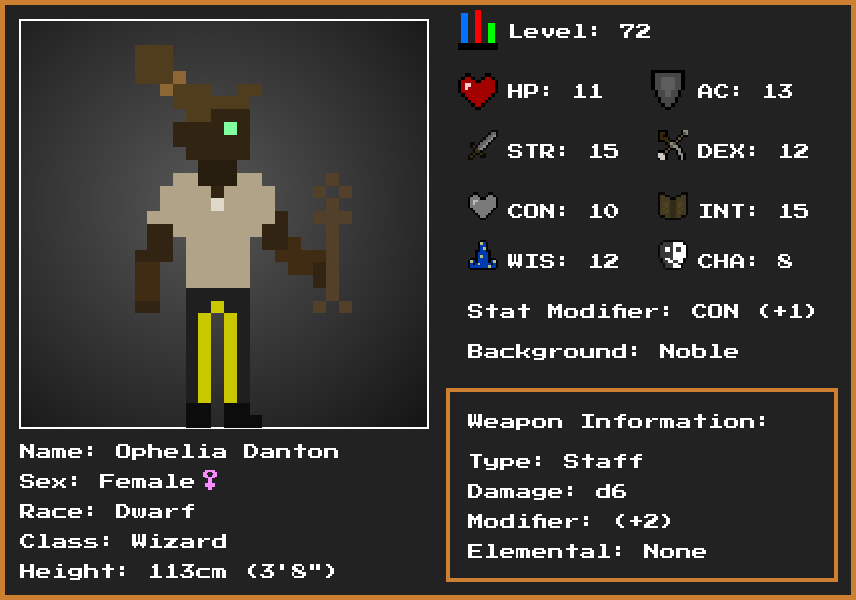 Level: 72
HP: 11
AC: 13
STR: 15
DEX: 12
CON: 10
INT: 15
WIS: 12
CHA: 8
Stat Modifier: CON (+1)
Background: Noble
Weapon Information:
Type: Staff
Damage: d6
Modifier: (+2)
Elemental: None
Name: Ophelia Danton
Sex: Female♀
Race: Dwarf
Class: Wizard
Height: 113cm (3'8")